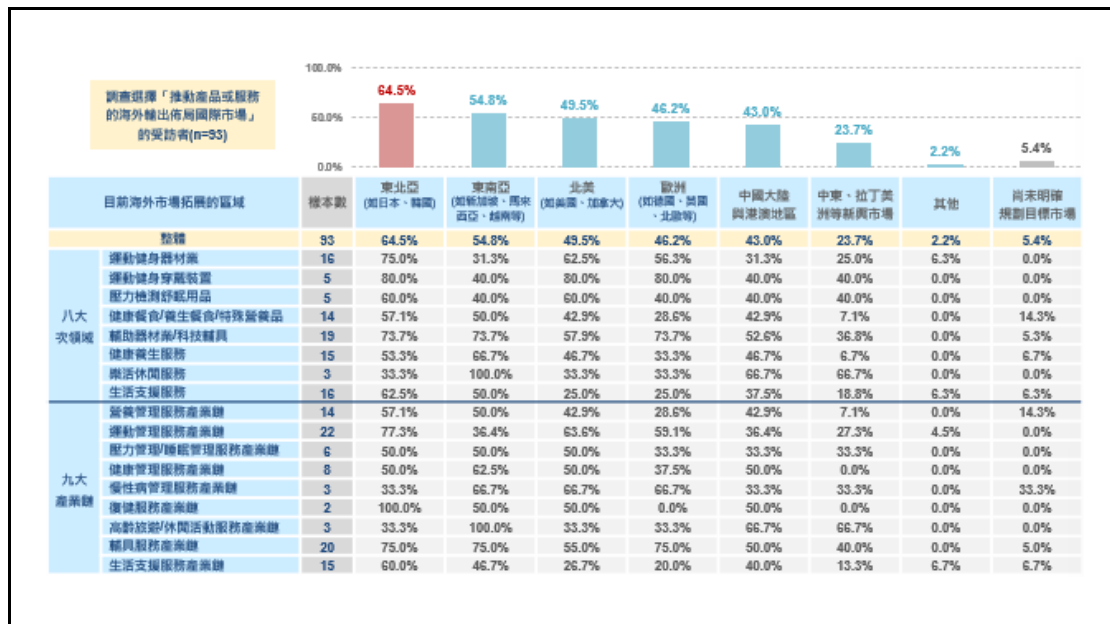 100.0%
50.0%
0.0%
調查選擇「推動產品或服務
的海外輸出佈局國際市場」
的受訪者(n=93)
64.5%
54.8%
49.5%
46.2%
43.0%
23.7%
2.2%
5.4%
目前海外市場拓展的區域 樣本數 東北亞 (如日本、韓國) 東南亞 (如新加坡、馬來西亞、越南等) 北美 (如美國、加拿大) 歐洲 (如德國、英國、北歐等) 中國大陸與港澳地區 中東、拉丁美洲等新興市場 其他 尚未明確規劃目標市場
整體 93 64.5% 54.8% 49.5% 46.2% 43.0% 23.7% 2.2% 5.4%
八大
次領域
運動健身器材業 16 75.0% 31.3% 62.5% 56.3% 31.3% 25.0% 6.3% 0.0%
運動健身穿戴裝置 5 80.0% 40.0% 80.0% 80.0% 40.0% 40.0% 0.0% 0.0%
壓力檢測舒眠用品 5 60.0% 40.0% 60.0% 40.0% 40.0% 40.0% 0.0% 0.0%
健康餐食/養生餐食/特殊營養品 14 57.1% 50.0% 42.9% 28.6% 42.9% 7.1% 0.0% 14.3%
輔助器材業/科技輔具 19 73.7% 73.7% 57.9% 73.7% 52.6% 36.8% 0.0% 5.3%
健康養生服務 15 53.3% 66.7% 46.7% 33.3% 46.7% 6.7% 0.0% 6.7%
樂活休閒服務 3 33.3% 100.0% 33.3% 33.3% 66.7% 66.7% 0.0% 0.0%
生活支援服務 16 62.5% 50.0% 25.0% 25.0% 37.5% 18.8% 6.3% 6.3%
九大
產業鏈
營養管理服務產業鏈 14 57.1% 50.0% 42.9% 28.6% 42.9% 7.1% 0.0% 14.3%
運動管理服務產業鏈 22 77.3% 36.4% 63.6% 59.1% 36.4% 27.3% 4.5% 0.0%
壓力管理/睡眠管理服務產業鏈 6 50.0% 50.0% 50.0% 33.3% 33.3% 33.3% 0.0% 0.0%
健康管理服務產業鏈 8 50.0% 62.5% 50.0% 37.5% 50.0% 0.0% 0.0% 0.0%
慢性病管理服務產業鏈 3 33.3% 66.7% 66.7% 66.7% 33.3% 33.3% 0.0% 33.3%
復健服務產業鏈 2 100.0% 50.0% 50.0% 0.0% 50.0% 0.0% 0.0% 0.0%
高齡旅遊/休閒活動服務產業鏈 3 33.3% 100.0% 33.3% 33.3% 66.7% 66.7% 0.0% 0.0%
輔具服務產業鏈 20 75.0% 75.0% 55.0% 75.0% 50.0% 40.0% 0.0% 5.0%
生活支援服務產業鏈 15 60.0% 46.7% 26.7% 20.0% 40.0% 13.3% 6.7% 6.7%